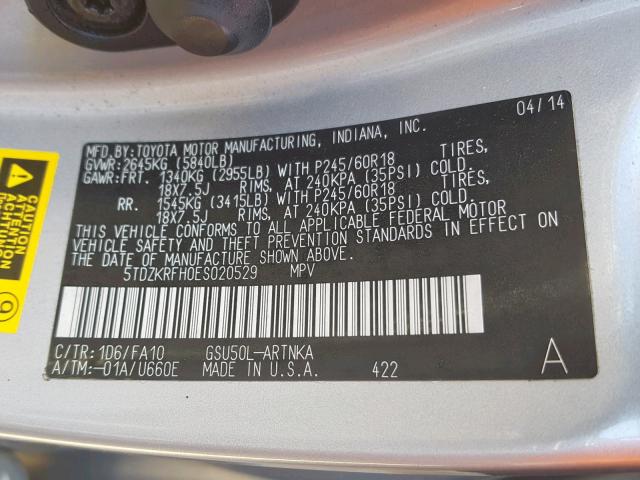 04/14
MFD.BY:TOYOTA MOTOR MANUFACTURING, INDIANA, INC.
GVWR:2645KG (5840LB)
GAWR:FRT. 1340KG (2955LB) WITH P245/60R18 TIRES,
18X7.5J RIMS, AT 240KPA (35PSI) COLD.
RR. 1545KG (3415LB) WITH P245/60R18 TIRES,
18X7.5J RIMS, AT 240KPA (35PSI) COLD.
THIS VEHICLE CONFORMS TO ALL APPLICABLE FEDERAL MOTOR
VEHICLE SAFETY AND THEFT PREVENTION STANDARDS IN EFFECT
ON THE DATE OF MANUFACTURE SHOWN ABOVE.
5TDZKRFH0ES020529 MPV
C/TR:1D6/FA10 GSU50L-ARTNKA
A/TM:-01A/U660E MADE IN U.S.A. 422 A
CAUTION
ACHTUNG